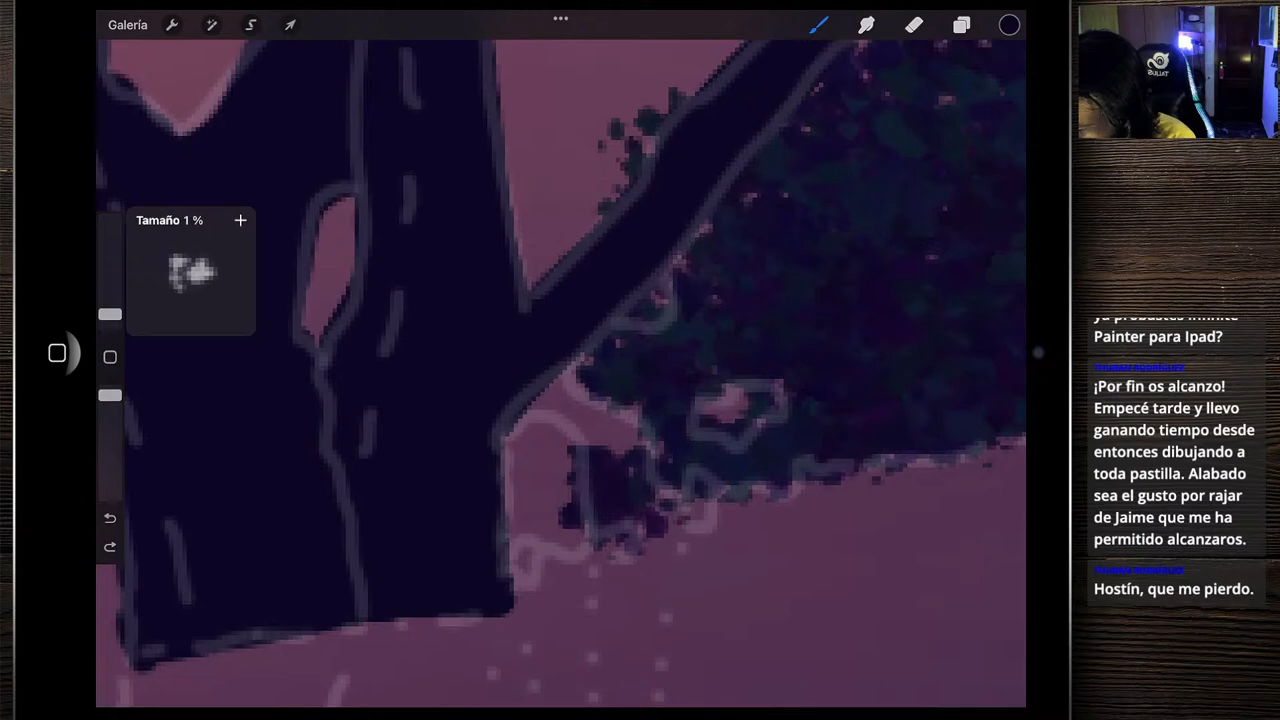 Galería
Tamaño 1 %
Painter para Ipad?
¡Por fin os alcanzo!
Empecé tarde y llevo
ganando tiempo desde
entonces dibujando a
toda pastilla. Alabado
sea el gusto por rajar
de Jaime que me ha
permitido alcanzaros.
Hostín, que me pierdo.